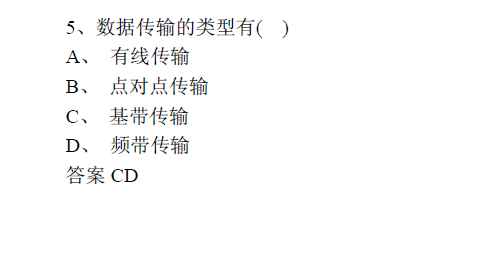 5、数据传输的类型有(　)
A、 有线传输
B、 点对点传输
C、 基带传输
D、 频带传输
答案 CD